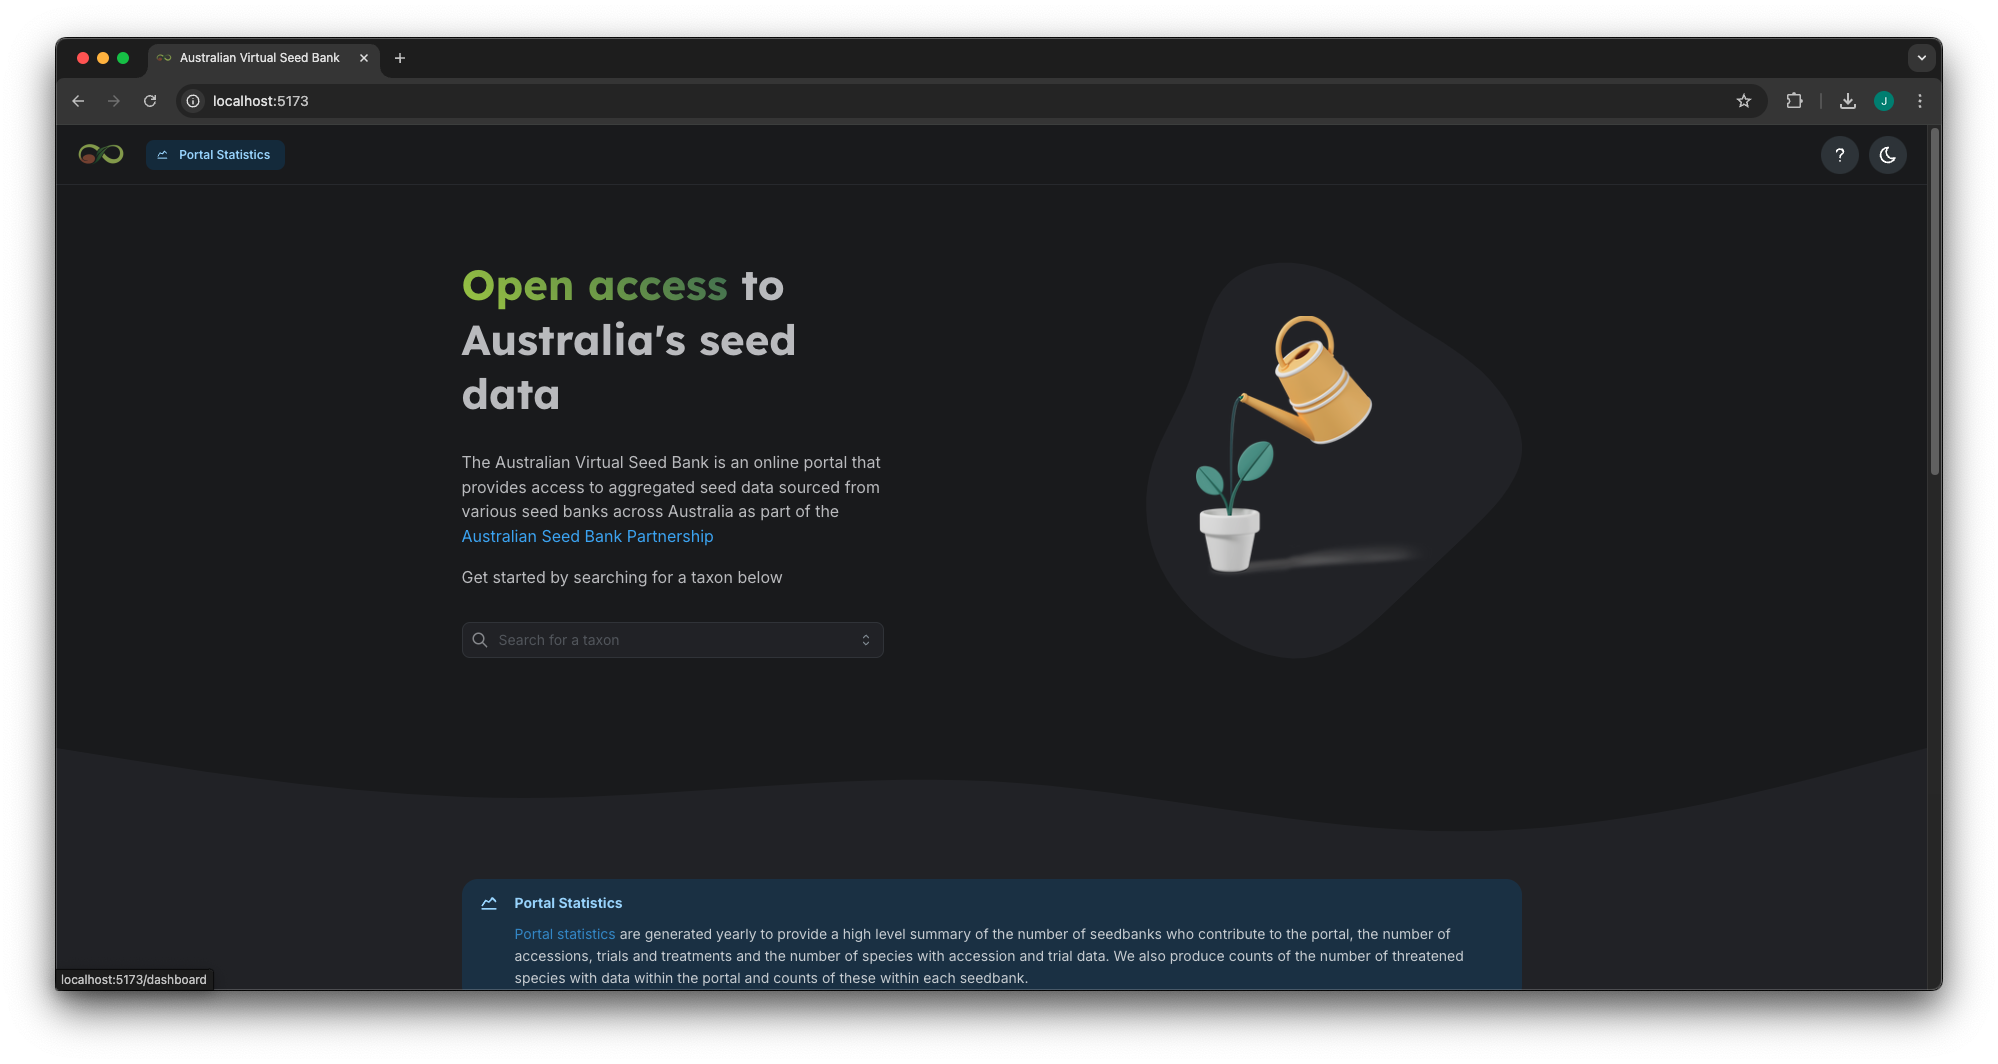 Australian Virtual Seed Bank
localhost:5173
J
Portal Statistics
?
Open access to
Australia's seed
data
The Australian Virtual Seed Bank is an online portal that
provides access to aggregated seed data sourced from
various seed banks across Australia as part of the
Australian Seed Bank Partnership
Get started by searching for a taxon below
Search for a taxon
Portal Statistics
Portal statistics are generated yearly to provide a high level summary of the number of seedbanks who contribute to the portal, the number of
accessions, trials and treatments and the number of species with accession and trial data. We also produce counts of the number of threatened
species with data within the portal and counts of these within each seedbank.
localhost:5173/dashboard